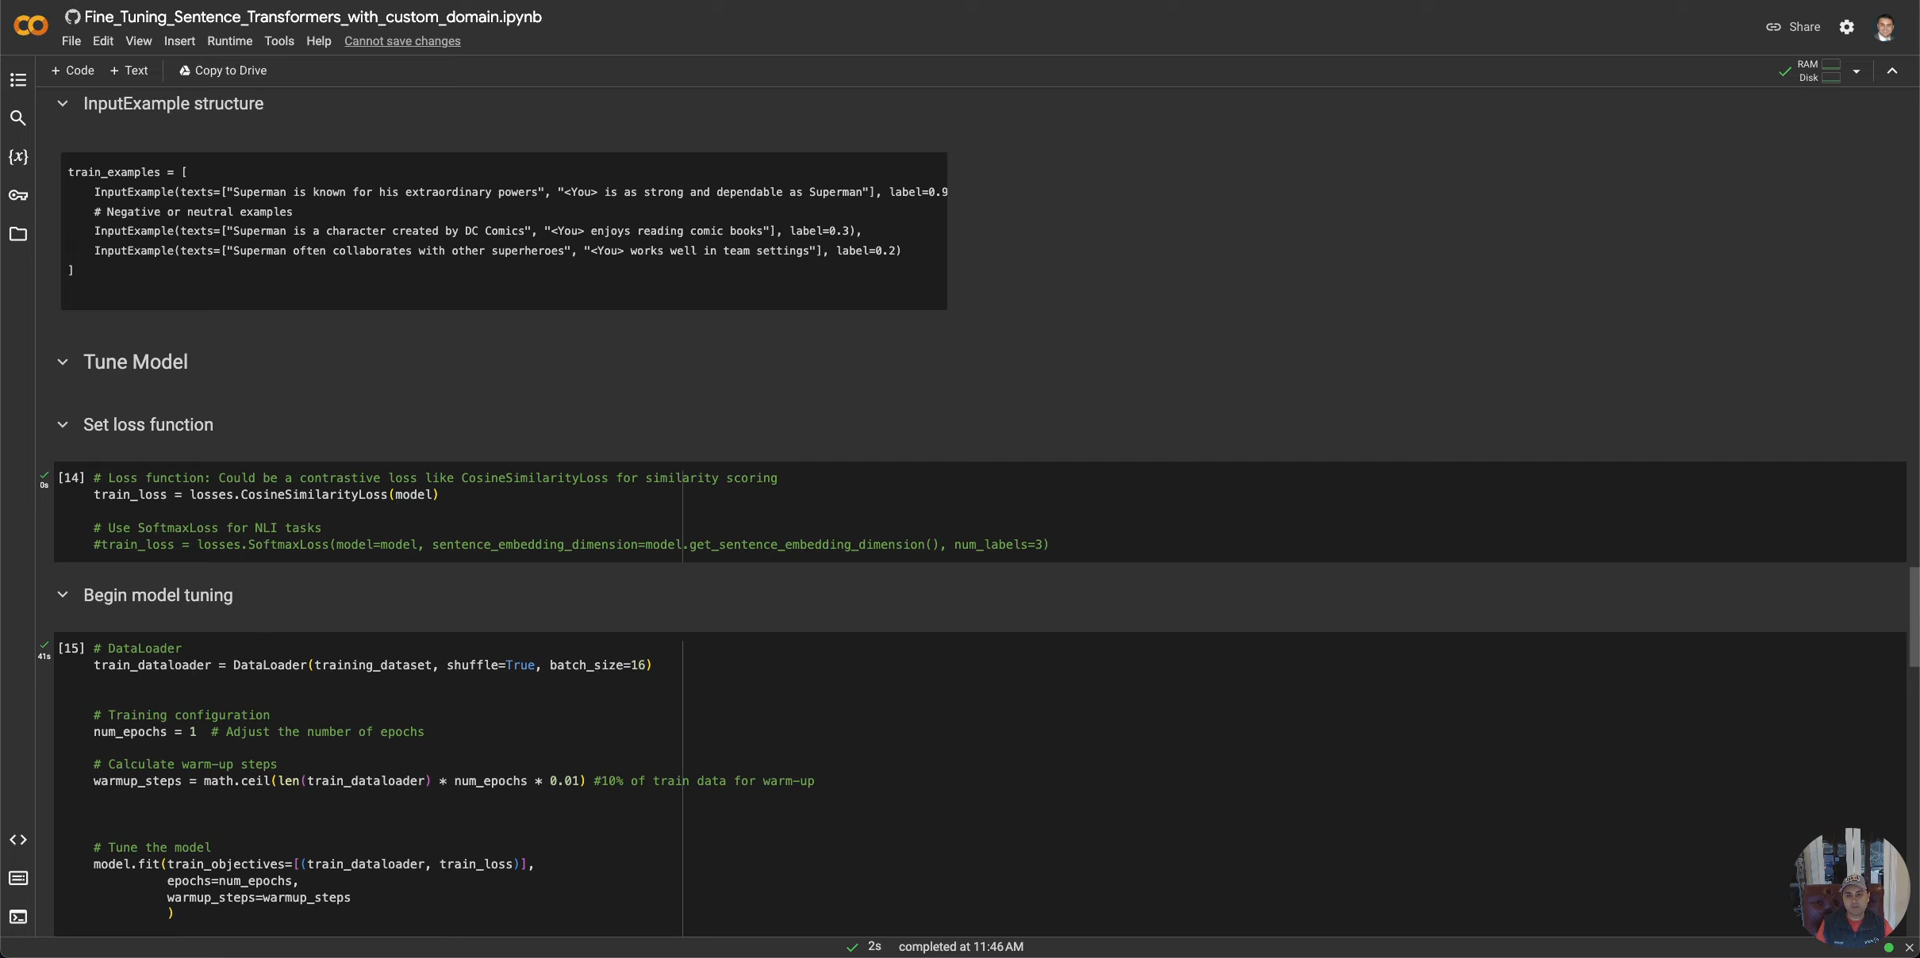 Fine_Tuning_Sentence_Transformers_with_custom_domain.ipynb
File Edit View Insert Runtime Tools Help Cannot save changes
Share
+ Code + Text Copy to Drive
RAM
Disk
InputExample structure
train_examples = [
InputExample(texts=["Superman is known for his extraordinary powers", "<You> is as strong and dependable as Superman"], label=0.9
# Negative or neutral examples
InputExample(texts=["Superman is a character created by DC Comics", "<You> enjoys reading comic books"], label=0.3),
InputExample(texts=["Superman often collaborates with other superheroes", "<You> works well in team settings"], label=0.2)
]
Tune Model
Set loss function
0s
[14] # Loss function: Could be a contrastive loss like CosineSimilarityLoss for similarity scoring
train_loss = losses.CosineSimilarityLoss(model)
# Use SoftmaxLoss for NLI tasks
#train_loss = losses.SoftmaxLoss(model=model, sentence_embedding_dimension=model.get_sentence_embedding_dimension(), num_labels=3)
Begin model tuning
41s
[15] # DataLoader
train_dataloader = DataLoader(training_dataset, shuffle=True, batch_size=16)
# Training configuration
num_epochs = 1 # Adjust the number of epochs
# Calculate warm-up steps
warmup_steps = math.ceil(len(train_dataloader) * num_epochs * 0.01) #10% of train data for warm-up
# Tune the model
model.fit(train_objectives=[(train_dataloader, train_loss)],
epochs=num_epochs,
warmup_steps=warmup_steps
)
2s completed at 11:46 AM